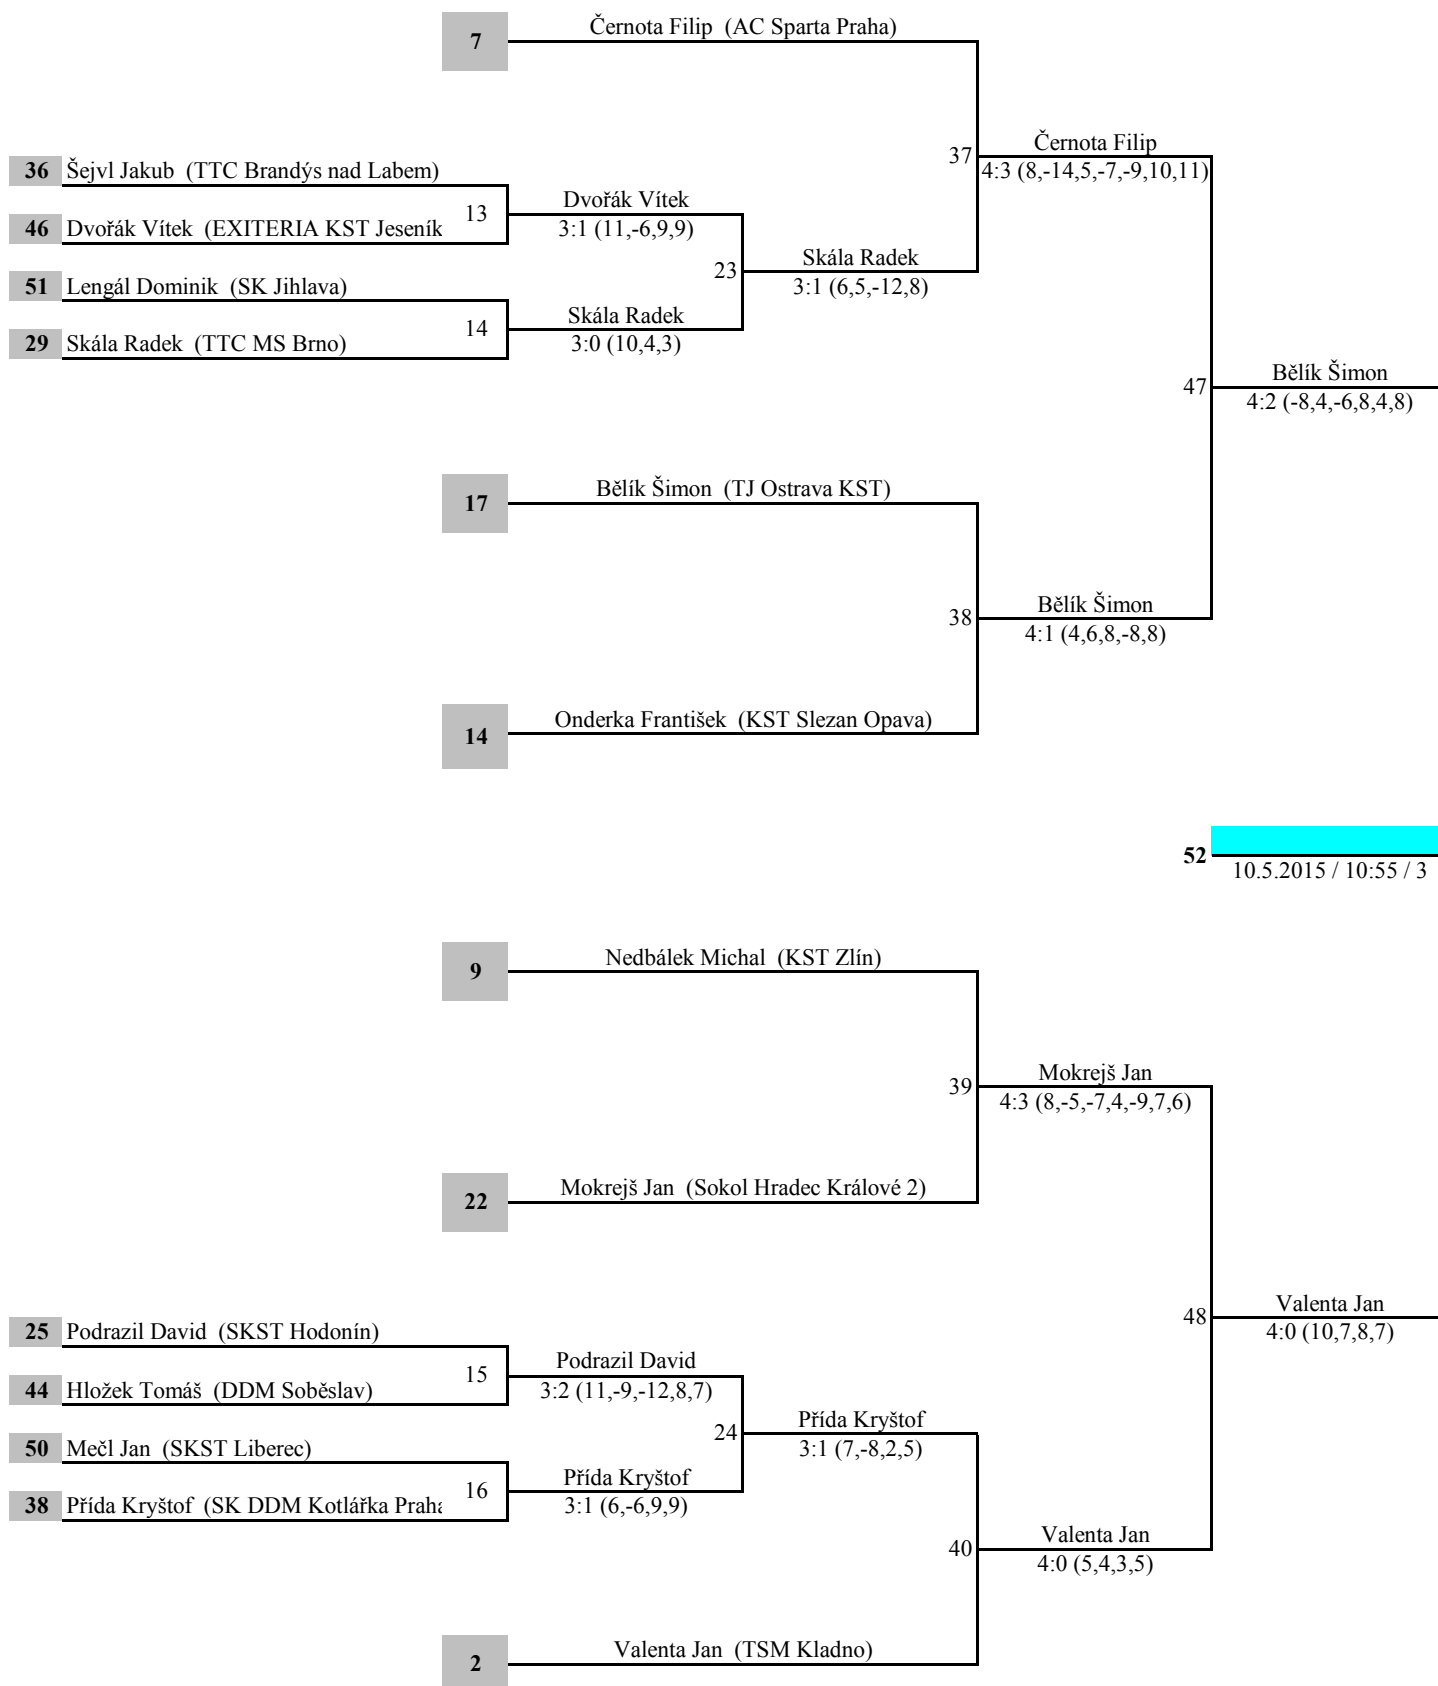 Černota Filip (AC Sparta Praha)
7
Černota Filip
37
4:3 (8,-14,5,-7,-9,10,11)
36 Šejvl Jakub (TTC Brandýs nad Labem)
Dvořák Vítek
13
3:1 (11,-6,9,9)
46 Dvořák Vítek (EXITERIA KST Jeseník
Skála Radek
23
3:1 (6,5,-12,8)
51 Lengál Dominik (SK Jihlava)
Skála Radek
14
3:0 (10,4,3)
29 Skála Radek (TTC MS Brno)
Bělík Šimon
47
4:2 (-8,4,-6,8,4,8)
Bělík Šimon (TJ Ostrava KST)
17
Bělík Šimon
38
4:1 (4,6,8,-8,8)
Onderka František (KST Slezan Opava)
14
52
10.5.2015 / 10:55 / 3
Nedbálek Michal (KST Zlín)
9
Mokrejš Jan
39
4:3 (8,-5,-7,4,-9,7,6)
Mokrejš Jan (Sokol Hradec Králové 2)
22
Valenta Jan
48
4:0 (10,7,8,7)
25 Podrazil David (SKST Hodonín)
Podrazil David
15
3:2 (11,-9,-12,8,7)
44 Hložek Tomáš (DDM Soběslav)
Přída Kryštof
24
3:1 (7,-8,2,5)
50 Mečl Jan (SKST Liberec)
Přída Kryštof
16
3:1 (6,-6,9,9)
38 Přída Kryštof (SK DDM Kotlářka Praha
Valenta Jan
40
4:0 (5,4,3,5)
Valenta Jan (TSM Kladno)
2